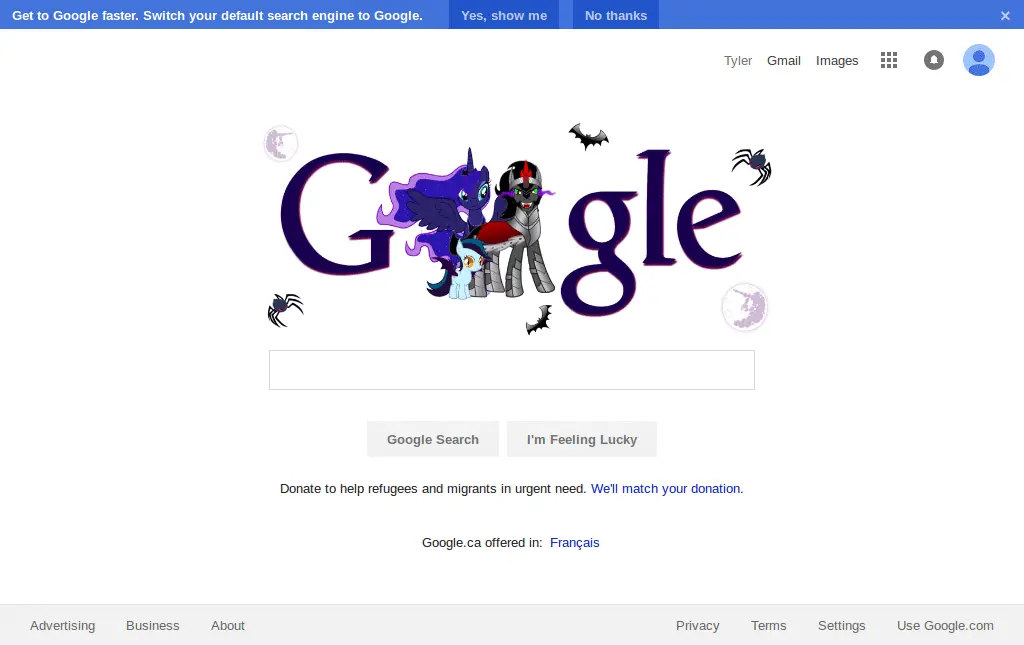 Get to Google faster. Switch your default search engine to Google. Yes, show me No thanks ×
Tyler Gmail Images
G gle
Google Search I'm Feeling Lucky
Donate to help refugees and migrants in urgent need. We'll match your donation.
Google.ca offered in: Français
Advertising Business About Privacy Terms Settings Use Google.com